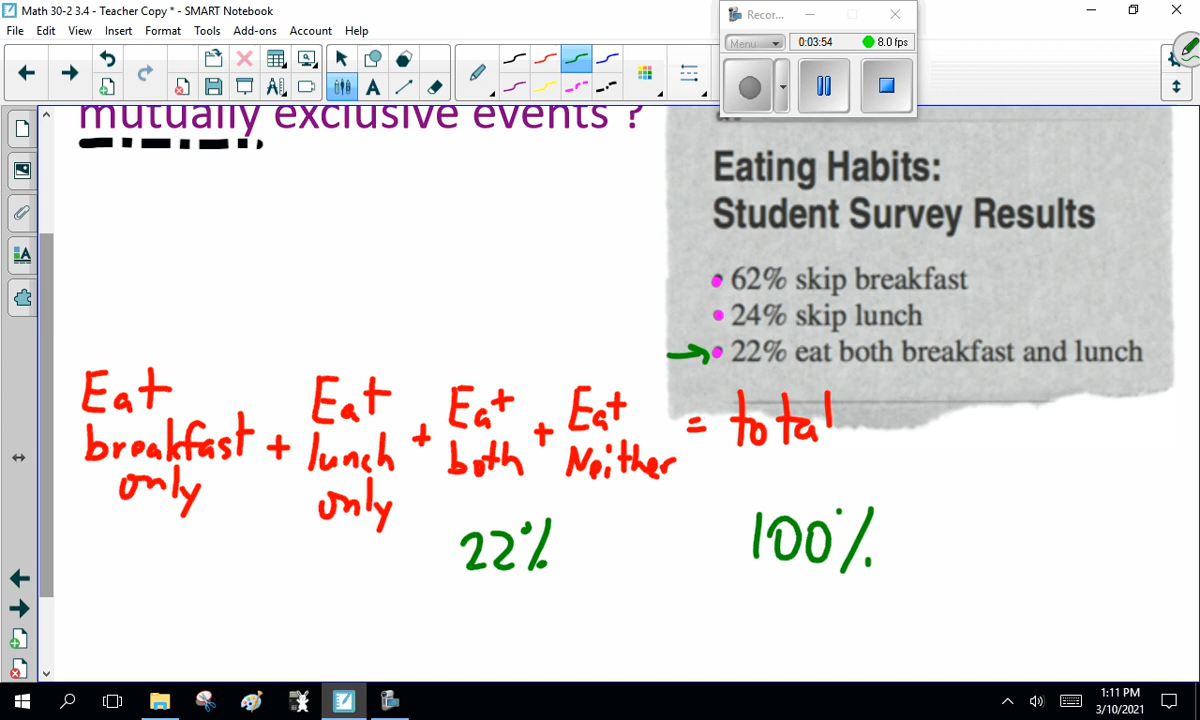 Math 30-2 3.4 - Teacher Copy * - SMART Notebook
Recor...
File Edit View Insert Format Tools Add-ons Account Help
Menu
0:03:54
8.0 fps
mutually exclusive events ?
Eating Habits:
Student Survey Results
• 62% skip breakfast
• 24% skip lunch
→ • 22% eat both breakfast and lunch
Eat breakfast only + Eat lunch only + Eat both + Eat Neither = total
22% 100%
1:11 PM
3/10/2021